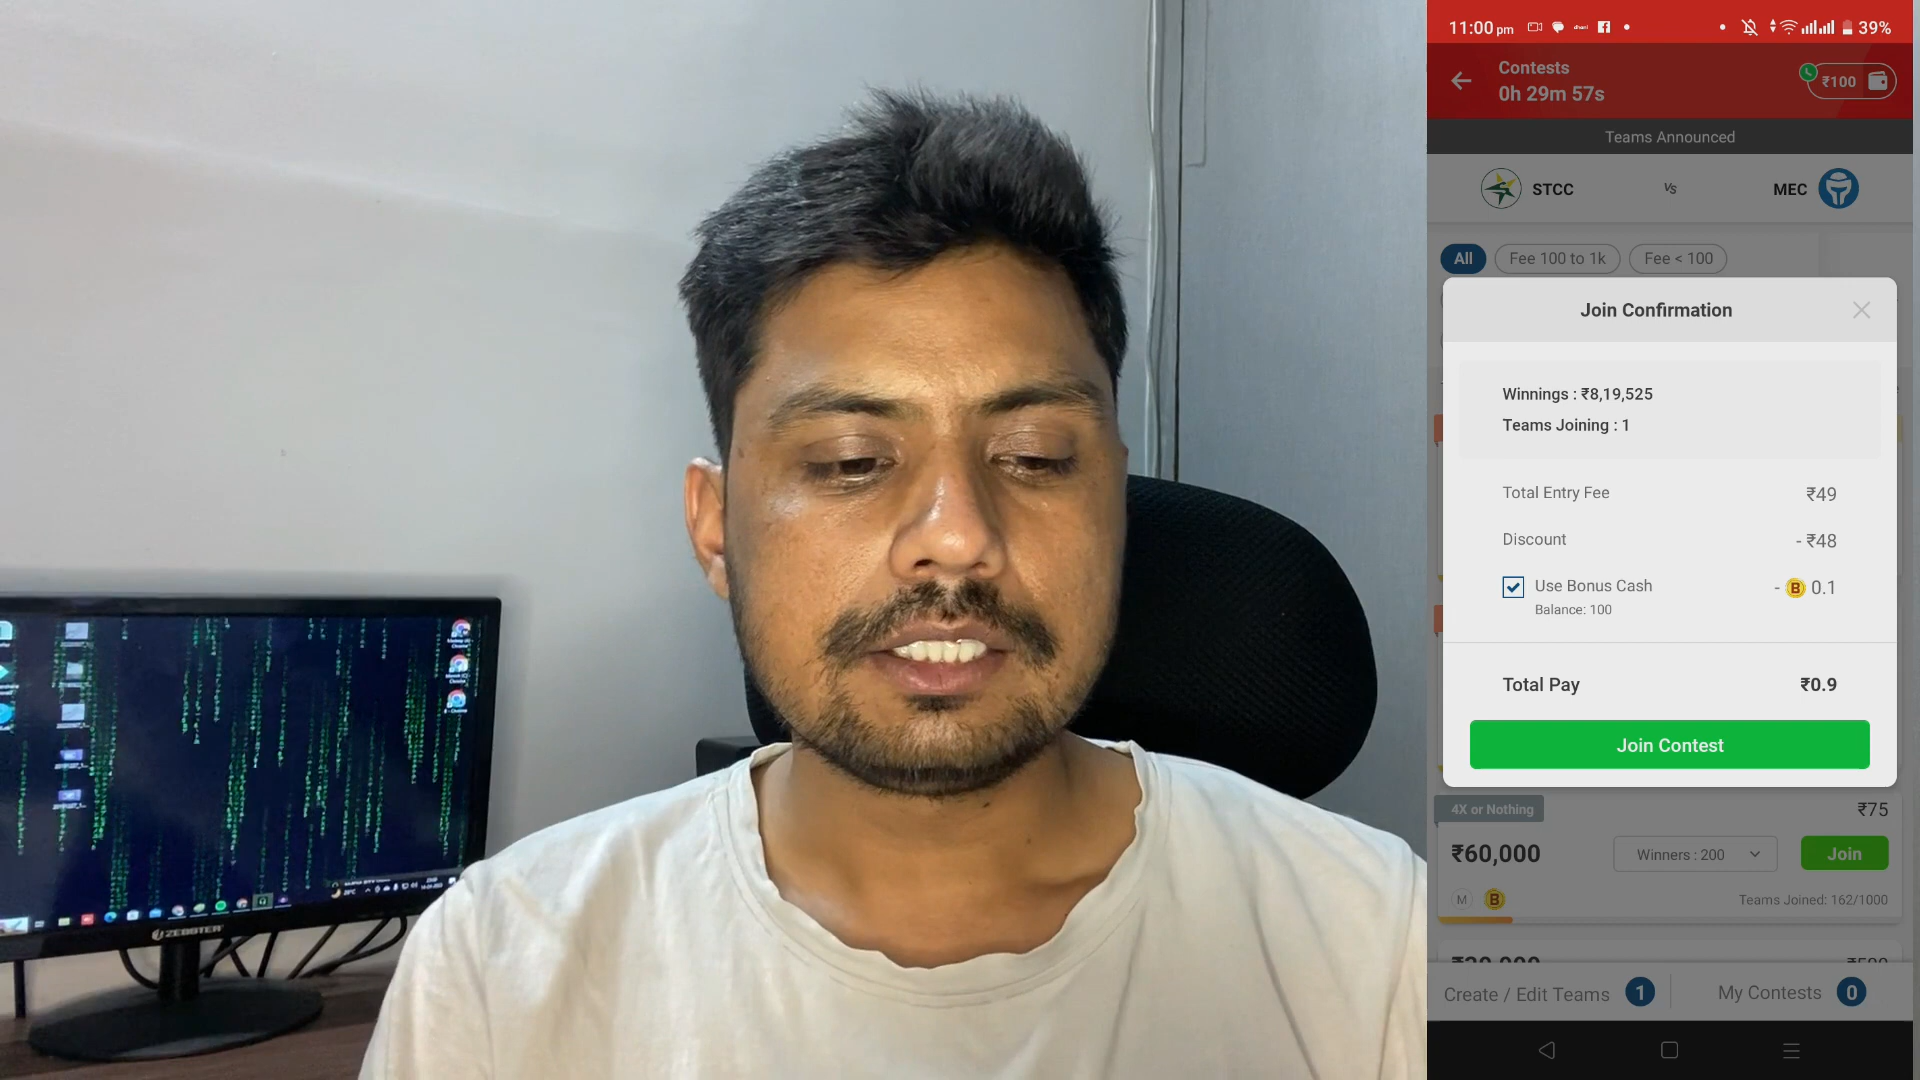 11:00 pm
39%
Contests
0h 29m 57s
₹100
Teams Announced
STCC
VS
MEC
All
Fee 100 to 1k
Fee < 100
Join Confirmation
Winnings : ₹8,19,525
Teams Joining : 1
Total Entry Fee
₹49
Discount
- ₹48
Use Bonus Cash
- B 0.1
Balance: 100
Total Pay
₹0.9
Join Contest
4X or Nothing
₹75
₹60,000
Winners : 200
Join
M
B
Teams Joined: 162/1000
Create / Edit Teams
1
My Contests
0
ZEBSTER